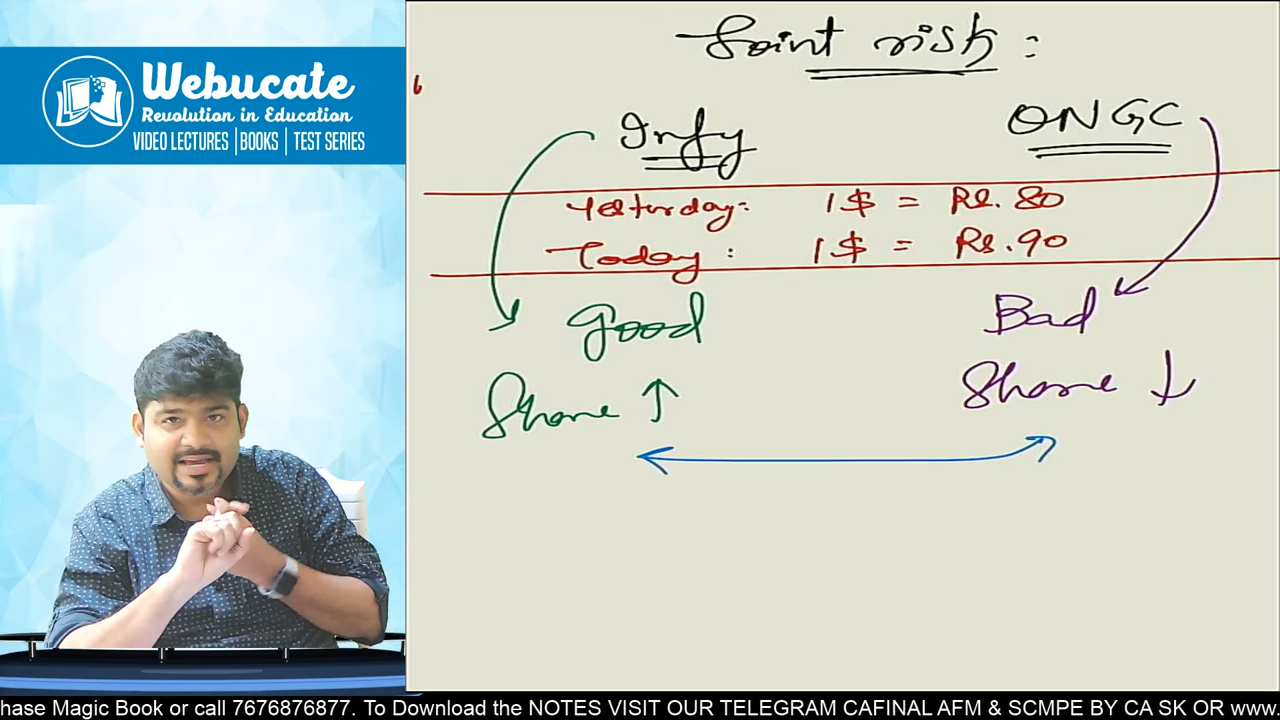 Webucate
Revolution in Education
VIDEO LECTURES | BOOKS | TEST SERIES
Joint risk :
Infy
ONGC
Yesterday: 1 $ = Rs. 80
Today : 1 $ = Rs. 90
Good
Bad
Share ↑
Share ↓
hase Magic Book or call 7676876877. To Download the NOTES VISIT OUR TELEGRAM CAFINAL AFM & SCMPE BY CA SK OR www.